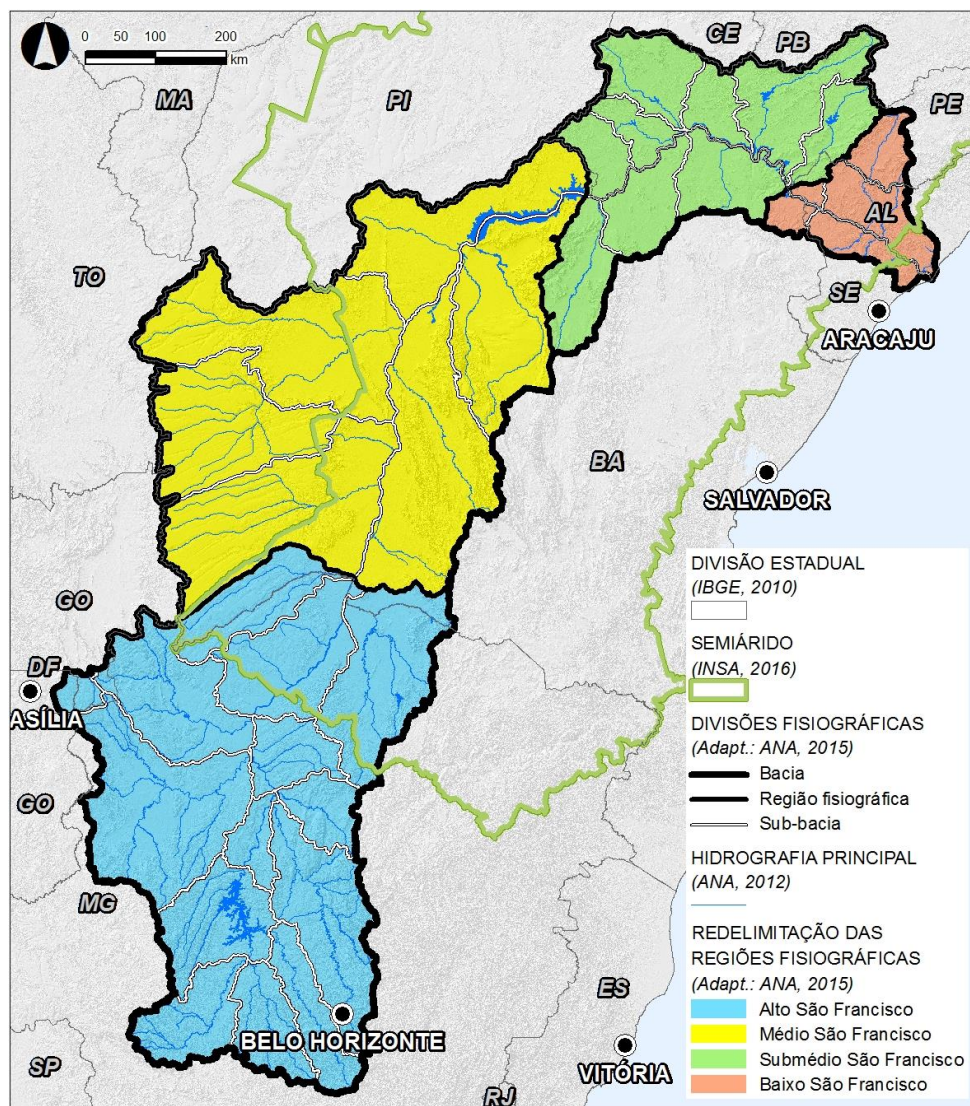 0 50 100 200
km
CE
PB
MA
PI
PE
AL
TO
SE
ARACAJU
BA
SALVADOR
GO
DF
ASÍLIA
GO
MG
BELO HORIZONTE
ES
VITÓRIA
SP
RJ
DIVISÃO ESTADUAL
(IBGE, 2010)
SEMIÁRIDO
(INSA, 2016)
DIVISÕES FISIOGRÁFICAS
(Adapt.: ANA, 2015)
Bacia
Região fisiográfica
Sub-bacia
HIDROGRAFIA PRINCIPAL
(ANA, 2012)
REDELIMITAÇÃO DAS
REGIÕES FISIOGRÁFICAS
(Adapt.: ANA, 2015)
Alto São Francisco
Médio São Francisco
Submédio São Francisco
Baixo São Francisco